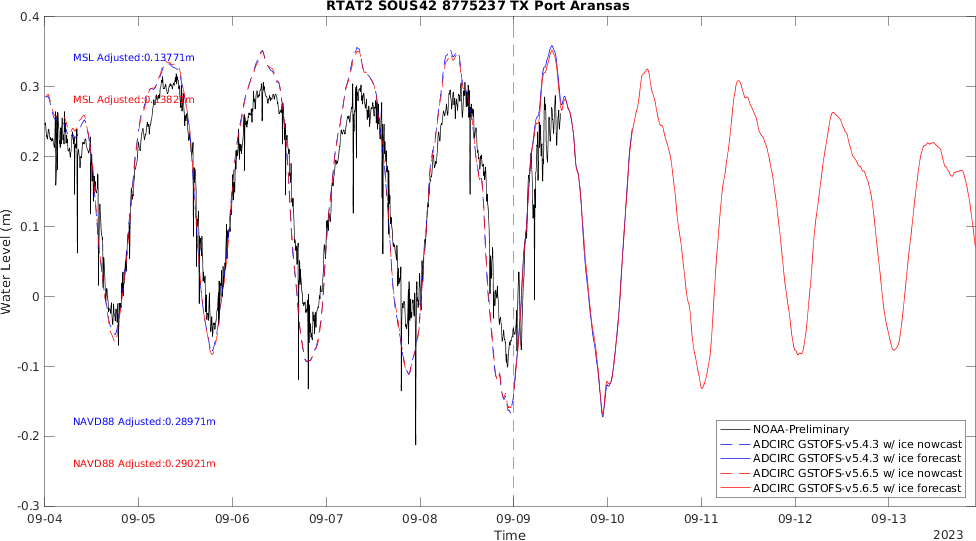 RTAT2 SOUS42 8775237 TX Port Aransas
0.4
0.3
0.2
0.1
0
-0.1
-0.2
-0.3
Water Level (m)
MSL Adjusted:0.13771m
MSL
NAVD88 Adjusted:0.28971m
NAVD88 Adjusted:0.29021m
NOAA-Preliminary
ADCIRC GSTOFS-v5.4.3 w/ ice nowcast
ADCIRC GSTOFS-v5.4.3 w/ ice forecast
ADCIRC GSTOFS-v5.6.5 w/ ice nowcast
ADCIRC GSTOFS-v5.6.5 w/ ice forecast
09-04
09-05
09-06
09-07
09-08
09-09
09-10
09-11
09-12
09-13
Time
2023